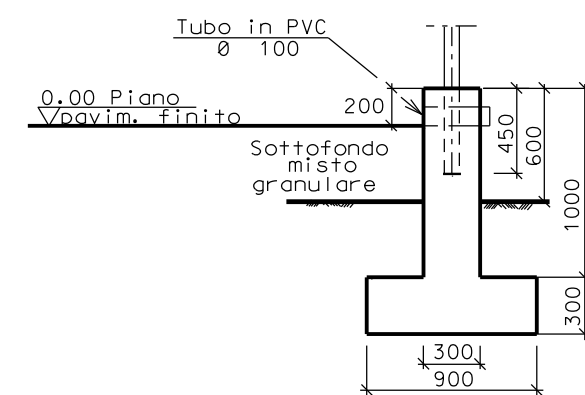 Tubo in PVC
Ø 100
0.00 Piano
pavim. finito
200
Sottofondo
misto
granulare
450
600
1000
300
300
900